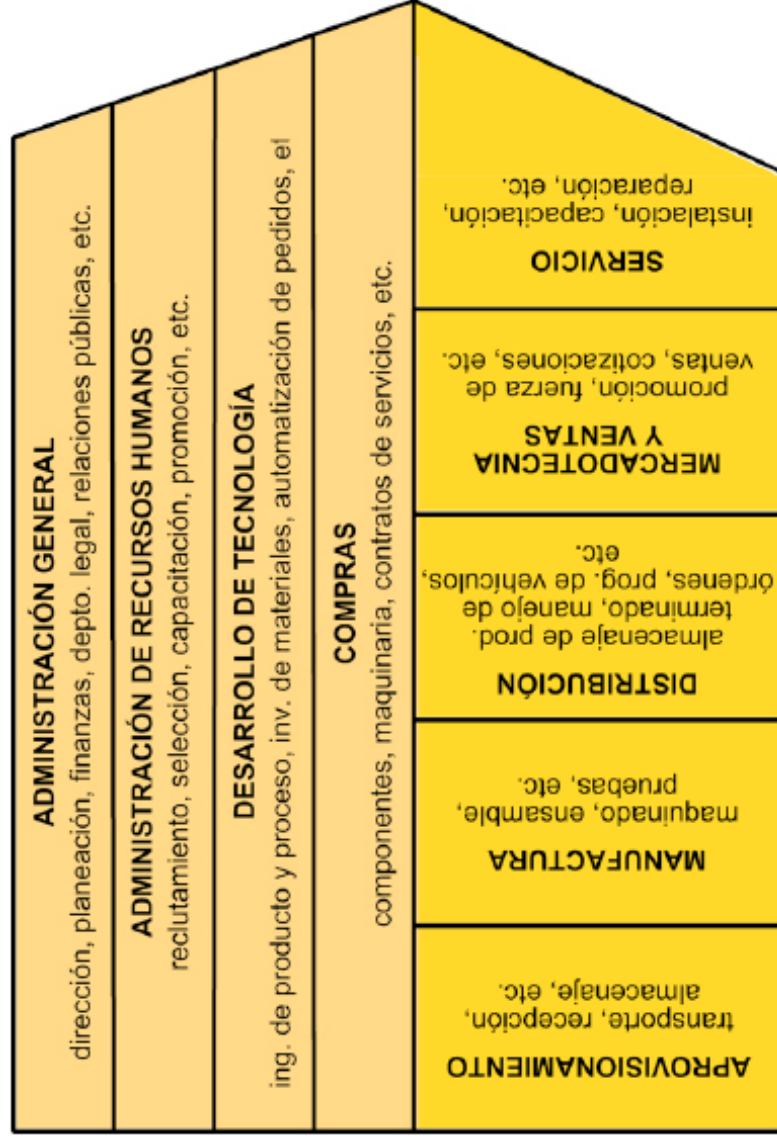 ADMINISTRACIÓN GENERAL
dirección, planeación, finanzas, depto. legal, relaciones públicas, etc.
ADMINISTRACIÓN DE RECURSOS HUMANOS
reclutamiento, selección, capacitación, promoción, etc.
DESARROLLO DE TECNOLOGÍA
ing. de producto y proceso, inv. de materiales, automatización de pedidos, et
COMPRAS
componentes, maquinaria, contratos de servicios, etc.
APROVISIONAMIENTO
transporte, recepción,
almacenaje, etc.
MANUFACTURA
maquinado, ensamble,
pruebas, etc.
DISTRIBUCIÓN
almacenaje de prod.
terminado, manejo de
órdenes, prog. de vehículos,
etc.
MERCADOTECNIA
Y VENTAS
promoción, fuerza de
ventas, cotizaciones, etc.
SERVICIO
instalación, capacitación,
reparación, etc.